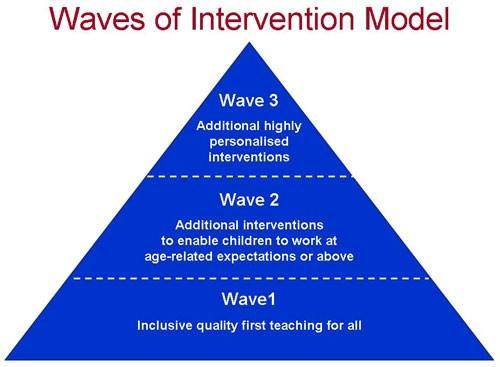 Waves of Intervention Model
Wave 3
Additional highly
personalised
interventions
Wave 2
Additional interventions
to enable children to work at
age-related expectations or above
Wave1
Inclusive quality first teaching for all